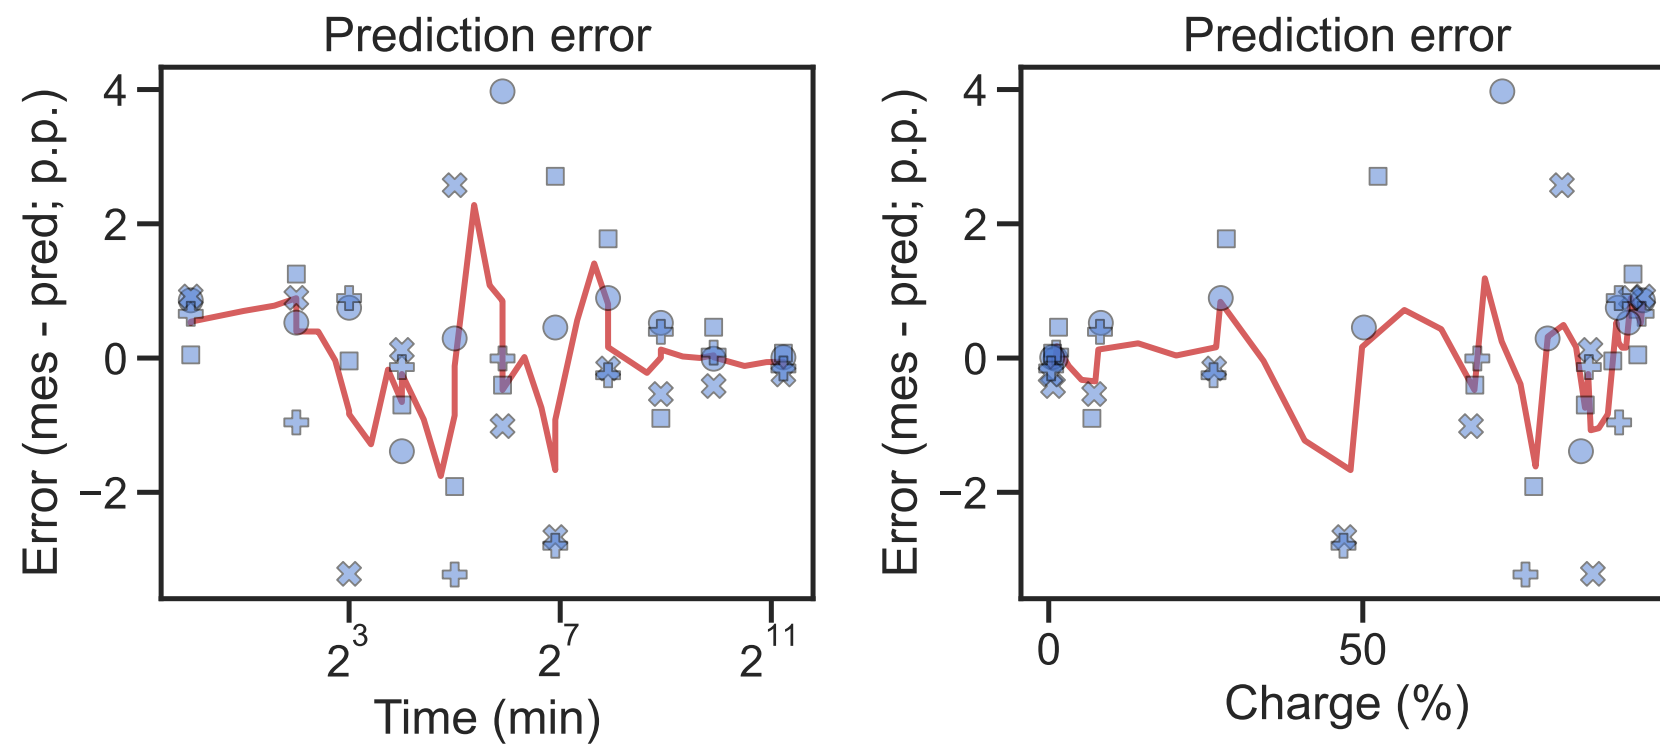 Prediction error
Error (mes - pred; p.p.)
4
2
0
−2
2^3
2^7
2^11
Time (min)
Prediction error
Error (mes - pred; p.p.)
4
2
0
−2
0
50
Charge (%)